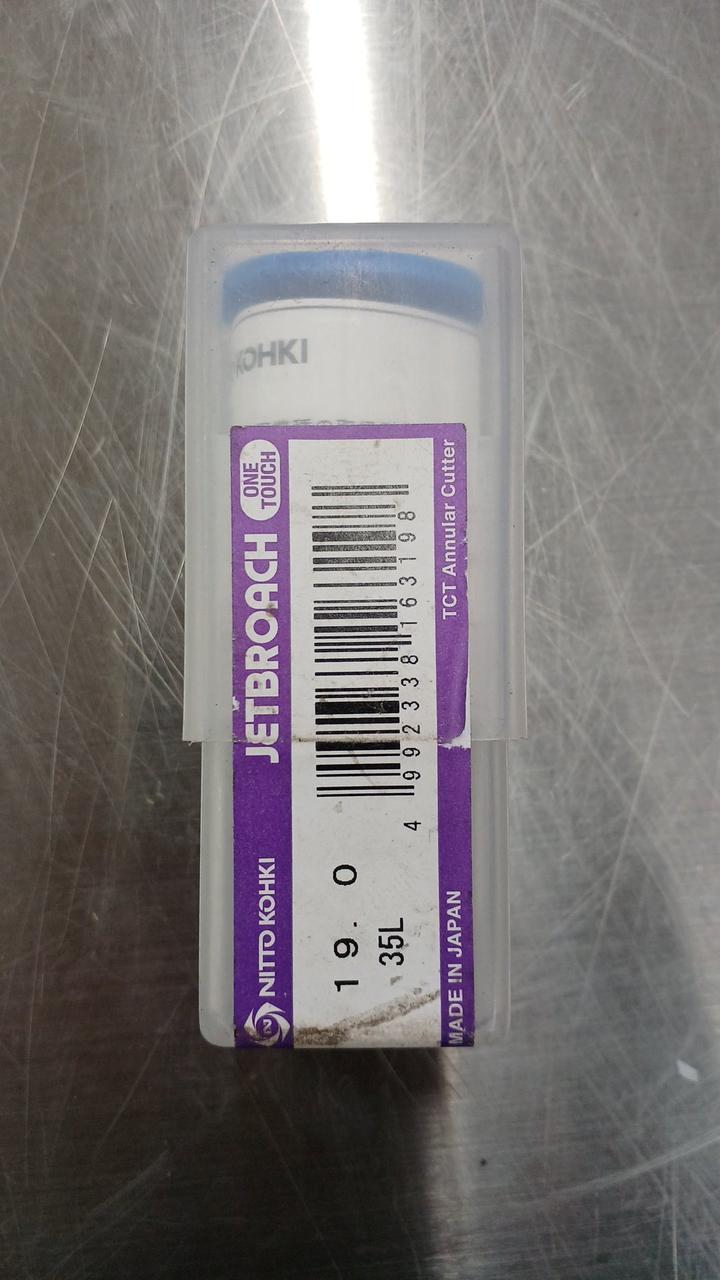 KOHKI
NITTO KOHKI
JETBROACH
ONE
TOUCH
4 992338 163198
19.0
35L
MADE IN JAPAN
TCT Annular Cutter